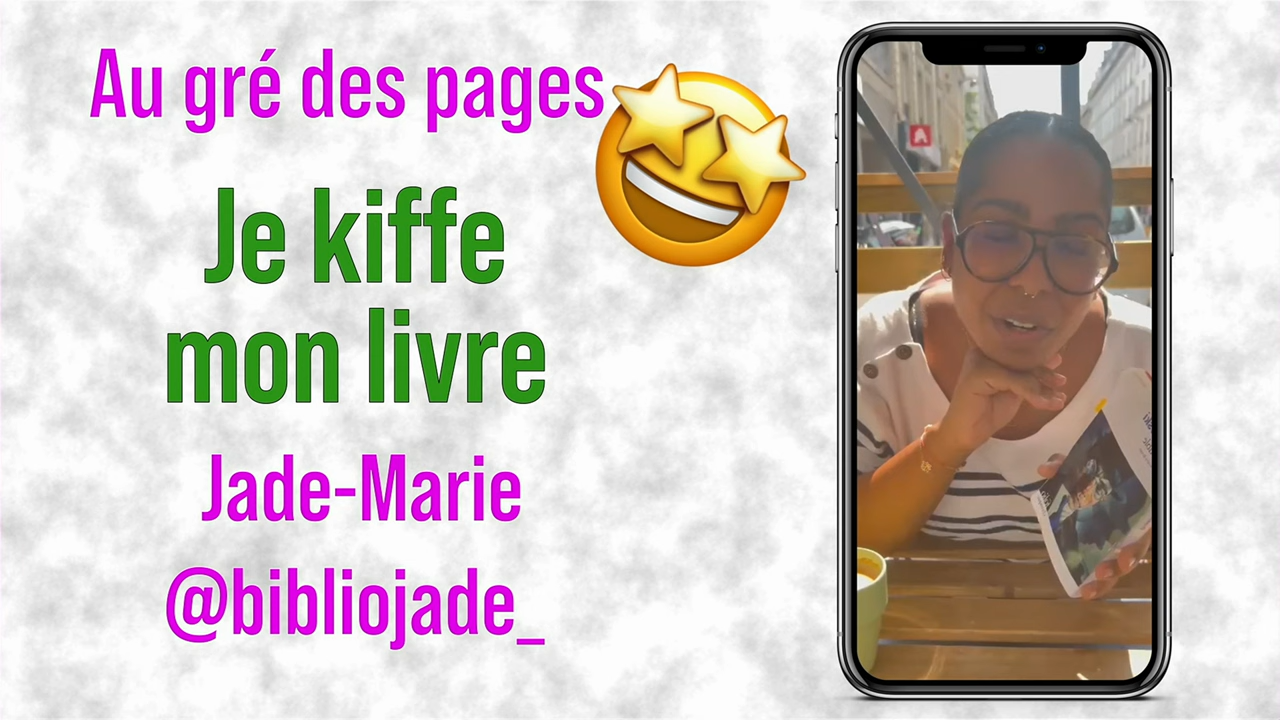 Au gré des pages
Je kiffe
mon livre
Jade-Marie
@bibliojade_